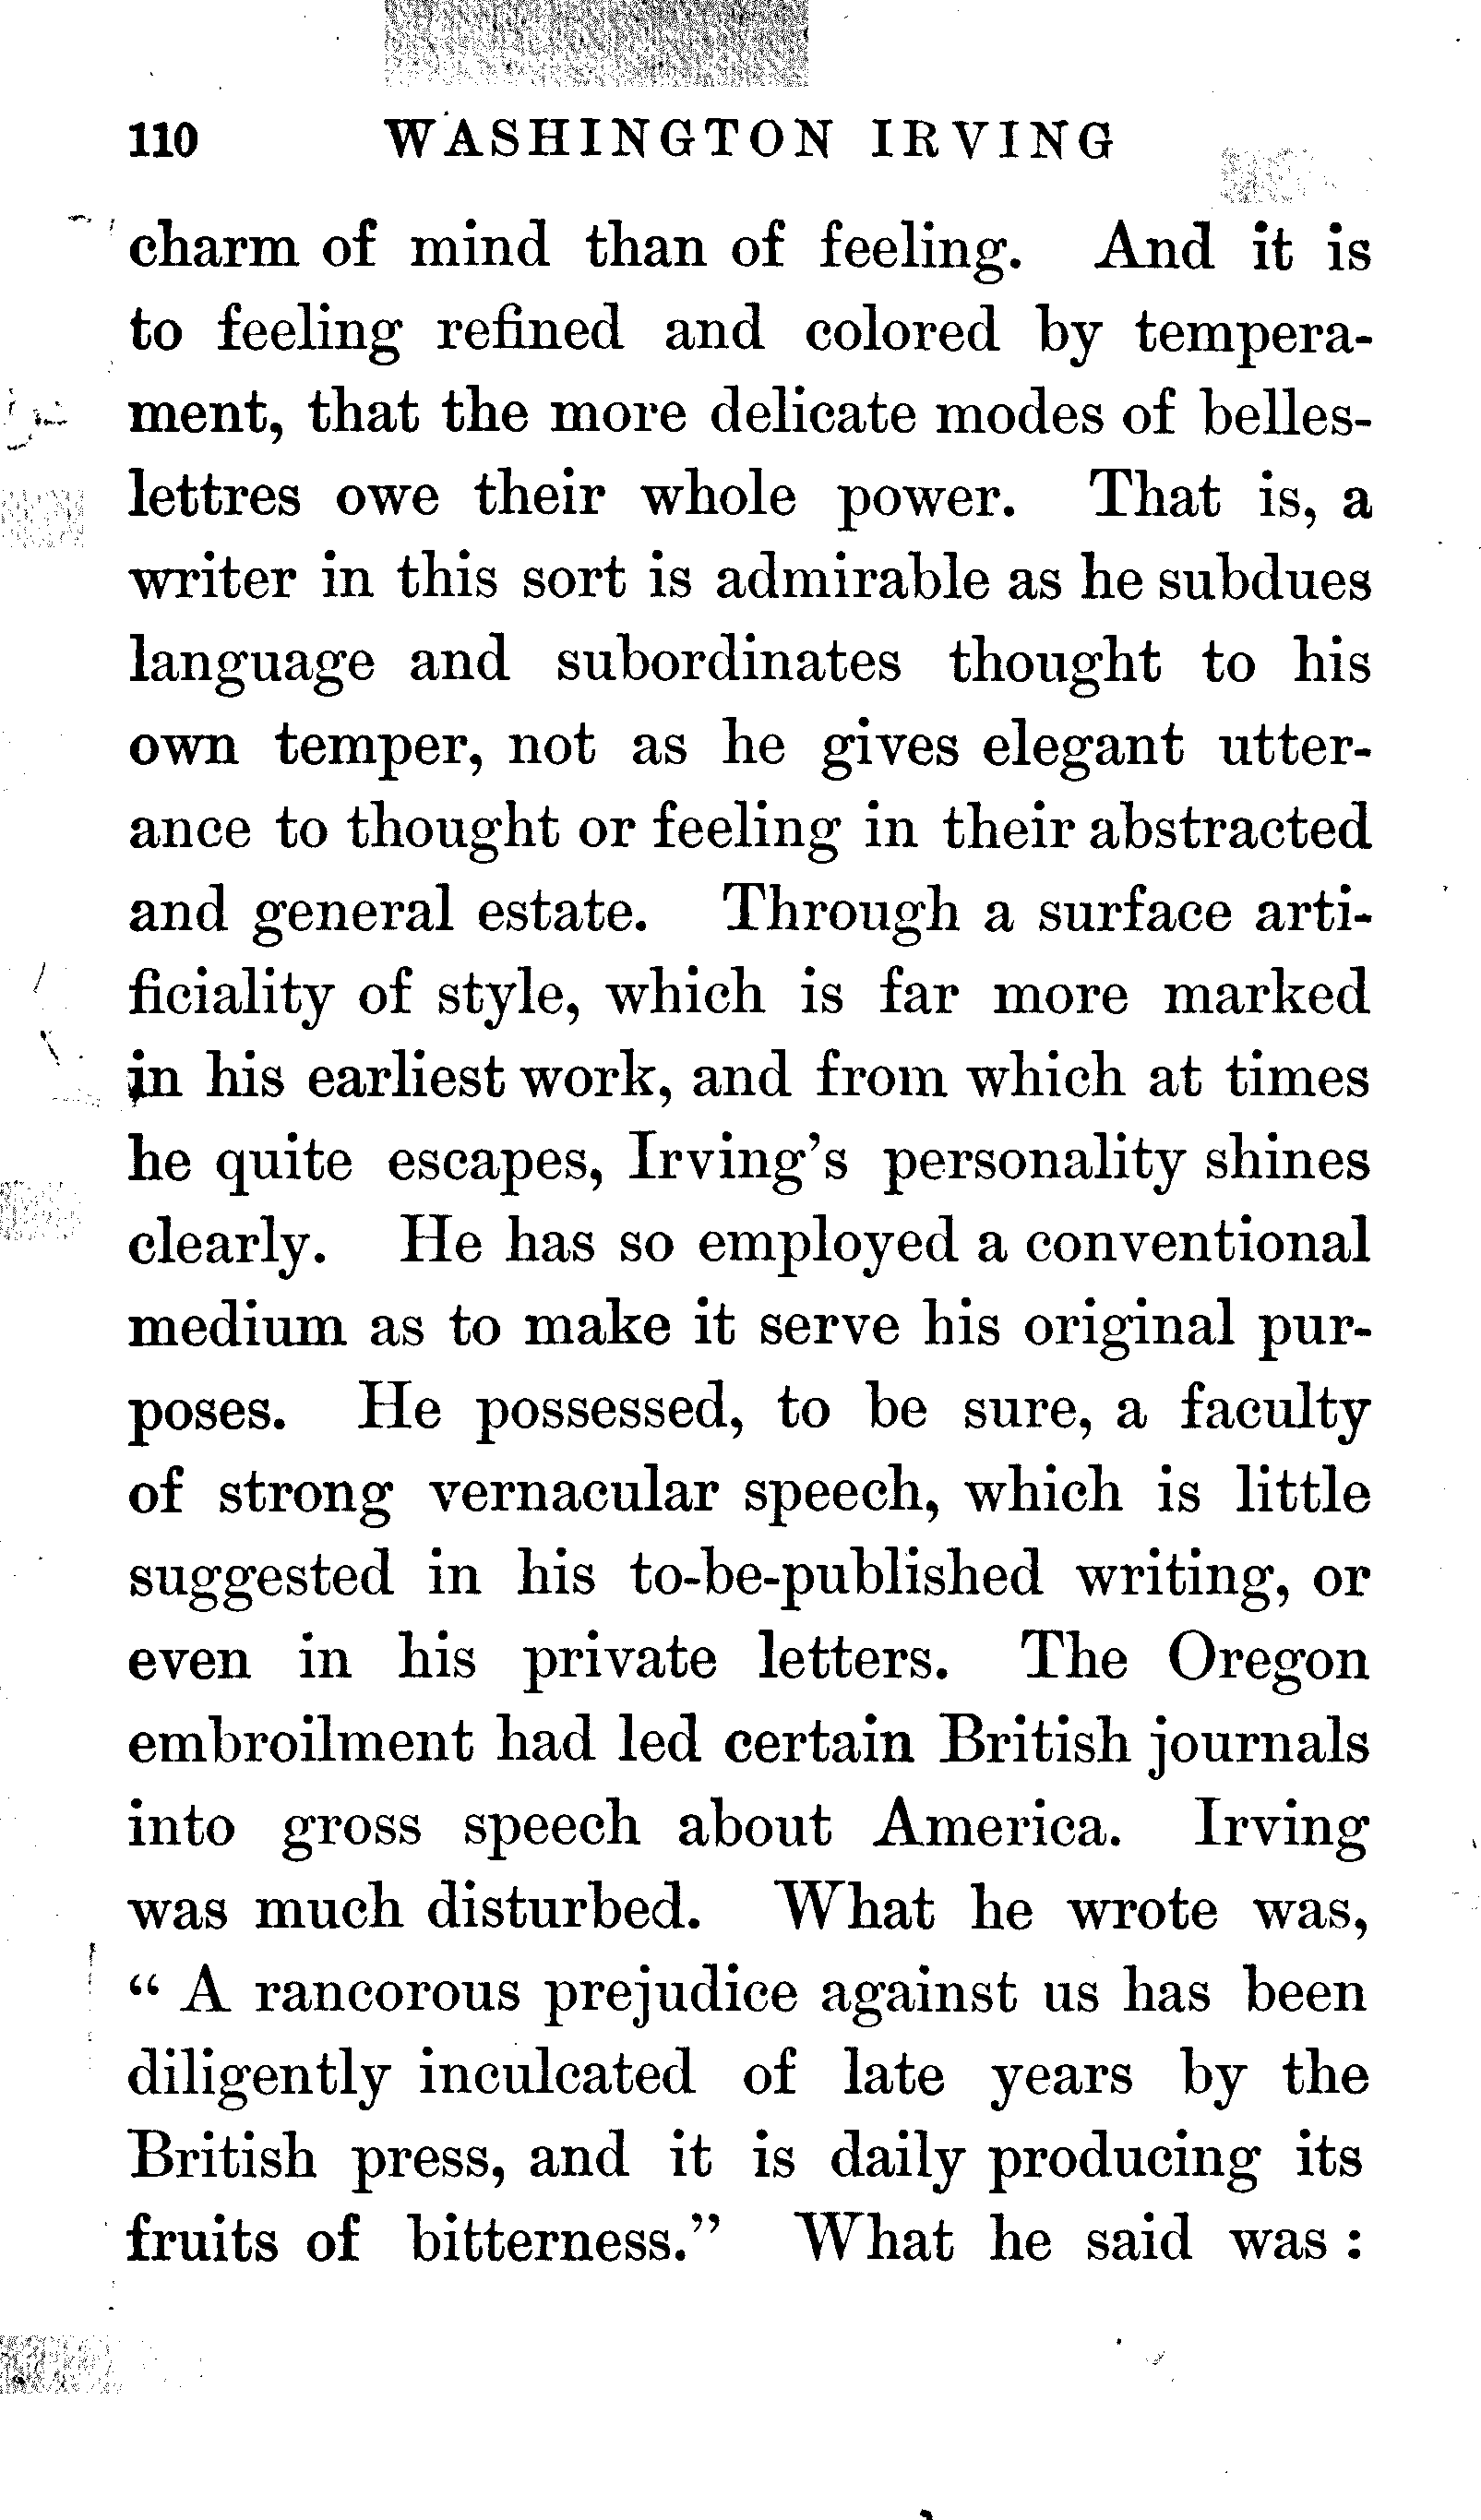 110 WASHINGTON IRVING
charm of mind than of feeling. And it is
to feeling refined and colored by tempera-
ment, that the more delicate modes of belles-
lettres owe their whole power. That is, a
writer in this sort is admirable as he subdues
language and subordinates thought to his
own temper, not as he gives elegant utter-
ance to thought or feeling in their abstracted
and general estate. Through a surface arti-
ficiality of style, which is far more marked
in his earliest work, and from which at times
he quite escapes, Irving's personality shines
clearly. He has so employed a conventional
medium as to make it serve his original pur-
poses. He possessed, to be sure, a faculty
of strong vernacular speech, which is little
suggested in his to-be-published writing, or
even in his private letters. The Oregon
embroilment had led certain British journals
into gross speech about America. Irving
was much disturbed. What he wrote was,
“ A rancorous prejudice against us has been
diligently inculcated of late years by the
British press, and it is daily producing its
fruits of bitterness.” What he said was :